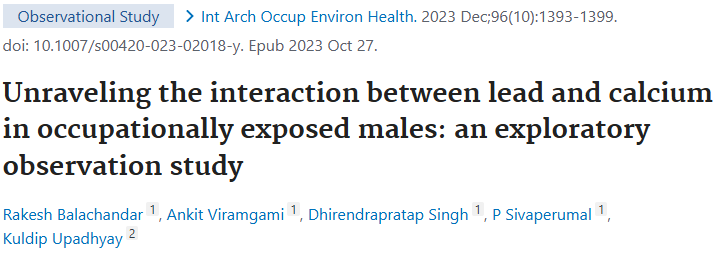 Observational Study > Int Arch Occup Environ Health. 2023 Dec;96(10):1393-1399.
doi: 10.1007/s00420-023-02018-y. Epub 2023 Oct 27.
Unraveling the interaction between lead and calcium
in occupationally exposed males: an exploratory
observation study
Rakesh Balachandar 1, Ankit Viramgami 1, Dhirendrapratap Singh 1, P Sivaperumal 1,
Kuldip Upadhyay 2